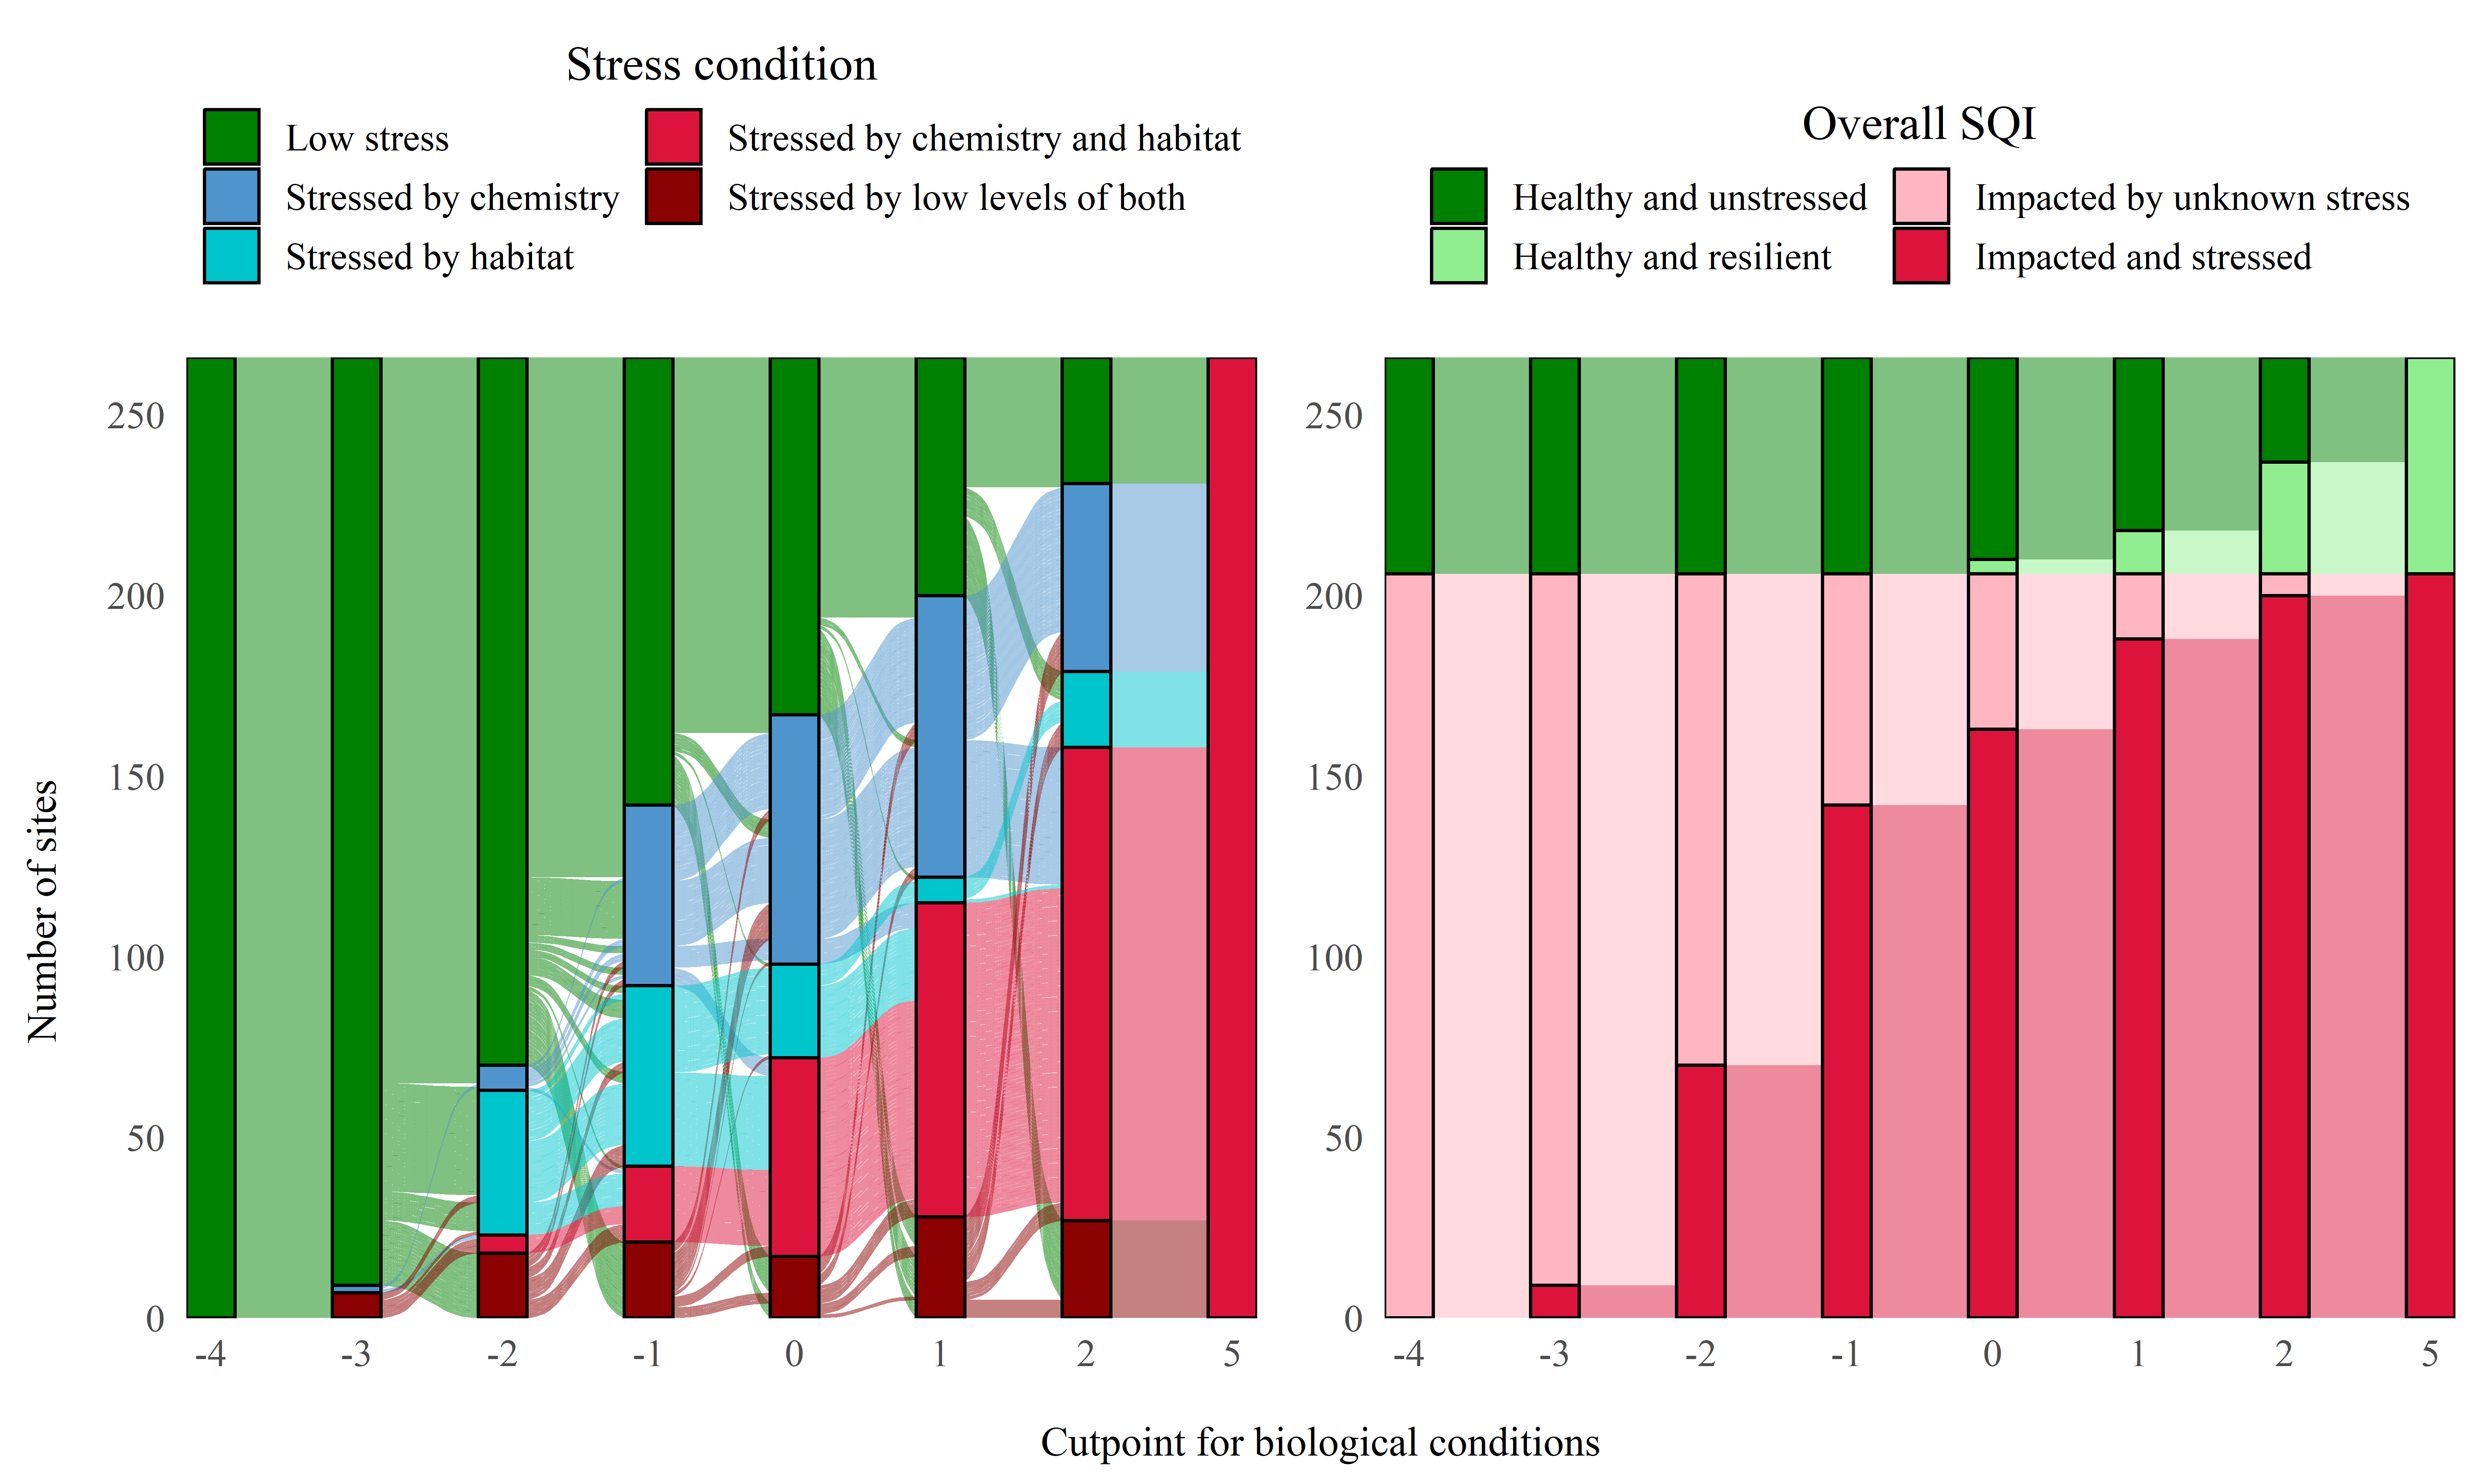 Stress condition
Low stress
Stressed by chemistry
Stressed by habitat
Stressed by chemistry and habitat
Stressed by low levels of both
Overall SQI
Healthy and unstressed
Healthy and resilient
Impacted by unknown stress
Impacted and stressed
Number of sites
250
200
150
100
50
0
-4 -3 -2 -1 0 1 2 5
250
200
150
100
50
0
-4 -3 -2 -1 0 1 2 5
Cutpoint for biological conditions